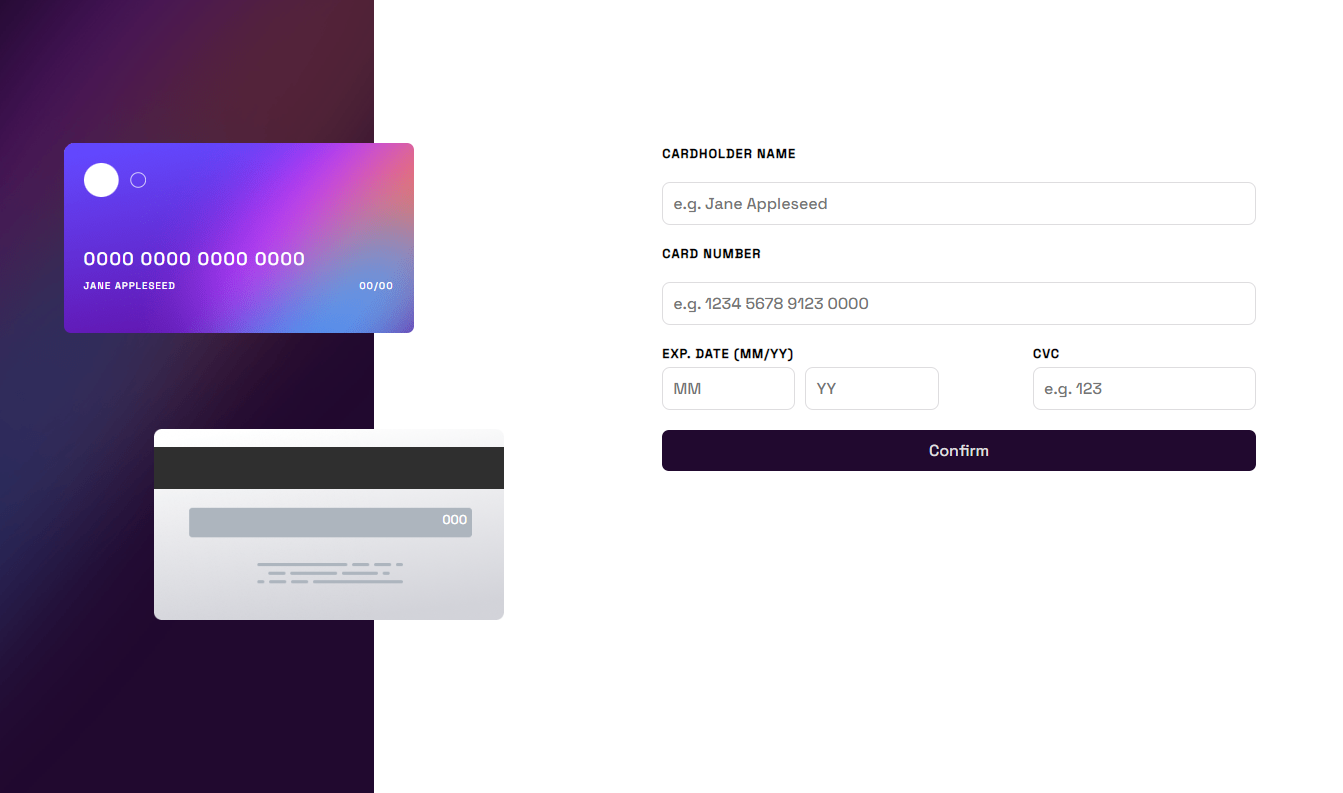 0000 0000 0000 0000
JANE APPLESEED 00/00
000
CARDHOLDER NAME
e.g. Jane Appleseed
CARD NUMBER
e.g. 1234 5678 9123 0000
EXP. DATE (MM/YY) CVC
MM YY e.g. 123
Confirm